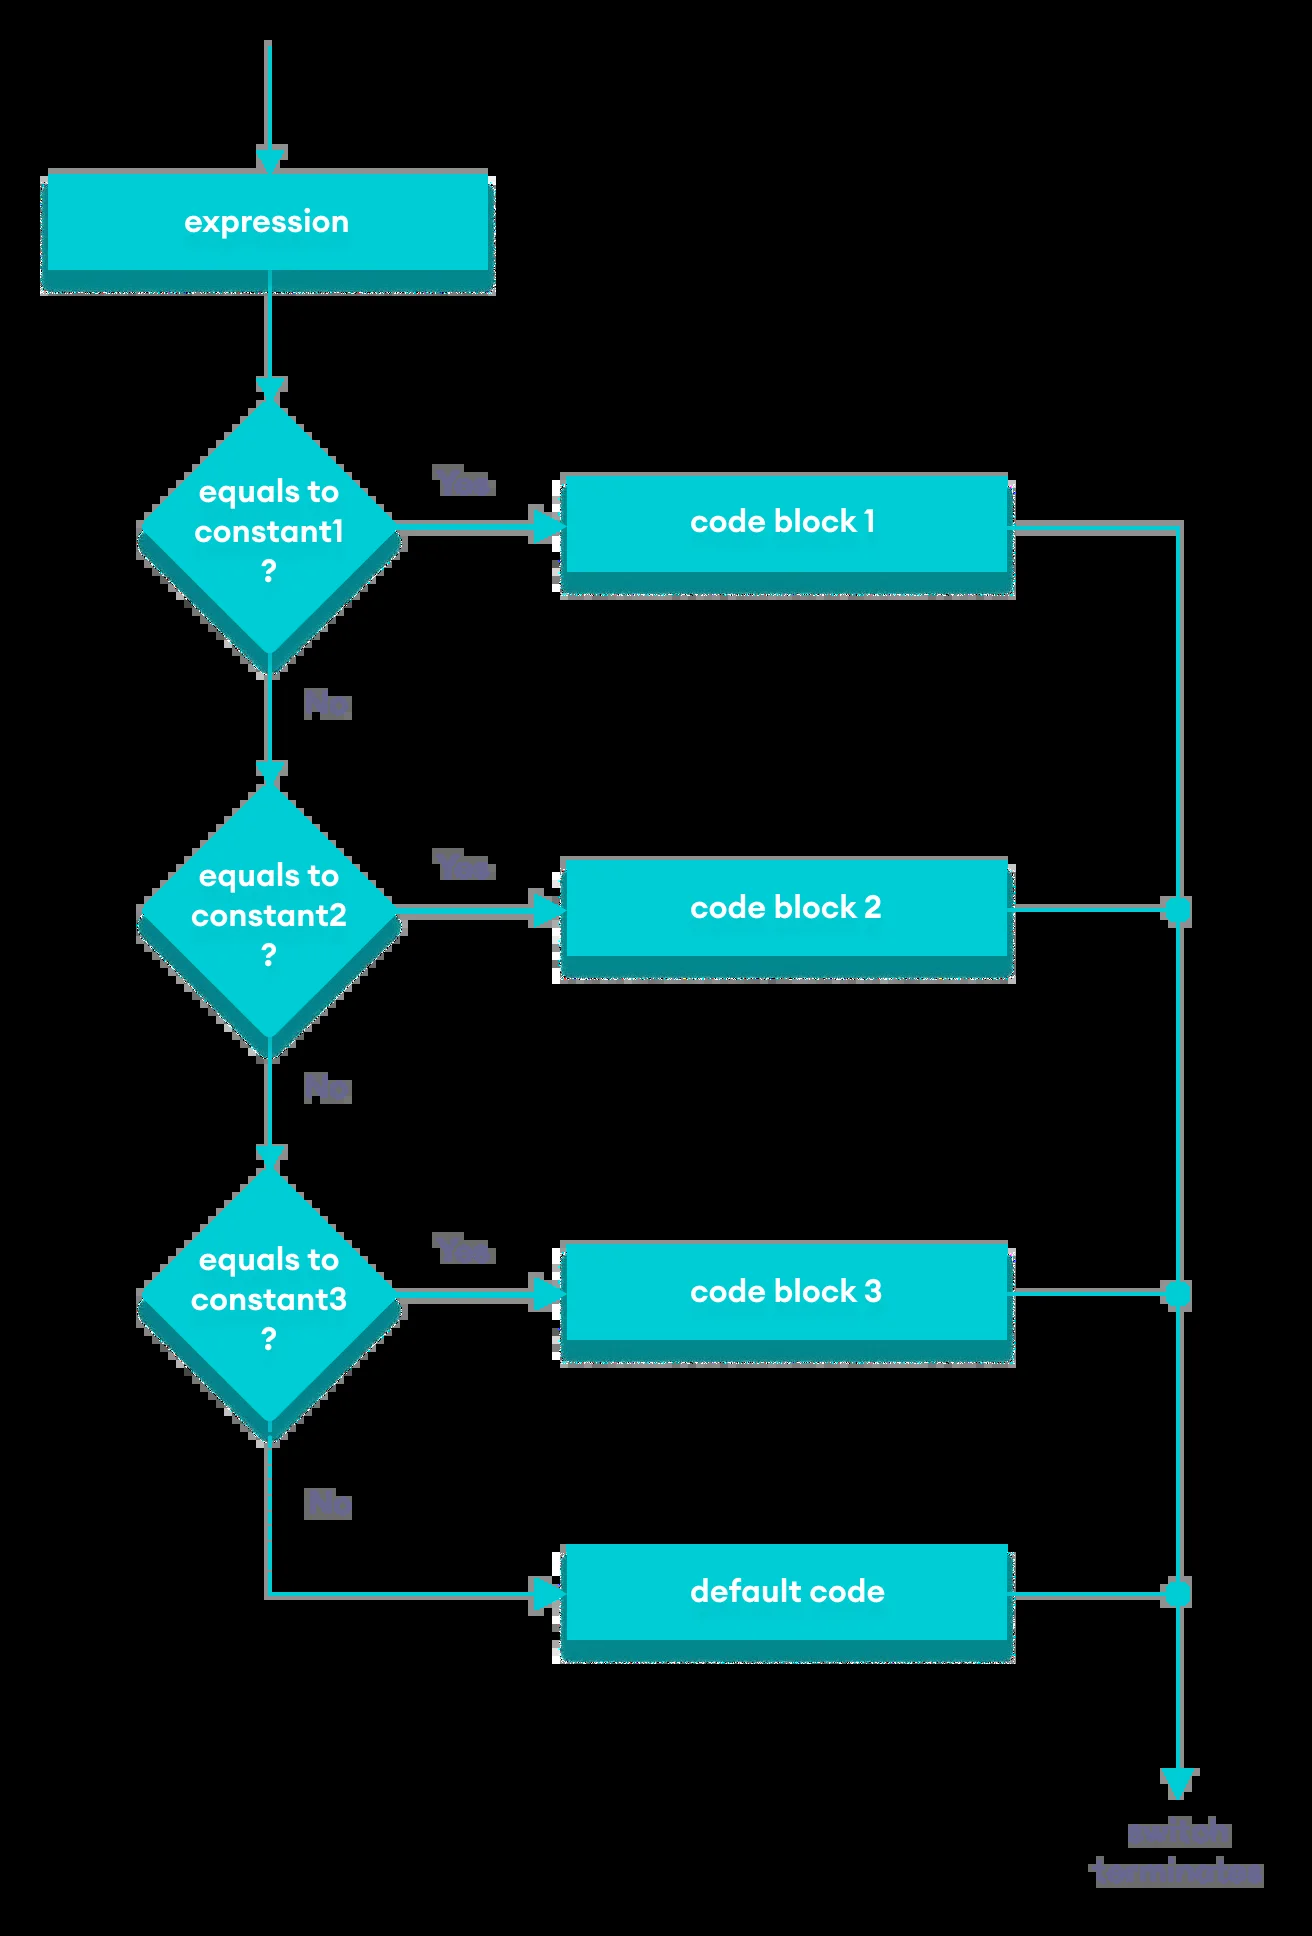 expression
equals to
constant1
?
Yes
code block 1
No
equals to
constant2
?
Yes
code block 2
No
equals to
constant3
?
Yes
code block 3
No
default code
switch
terminates